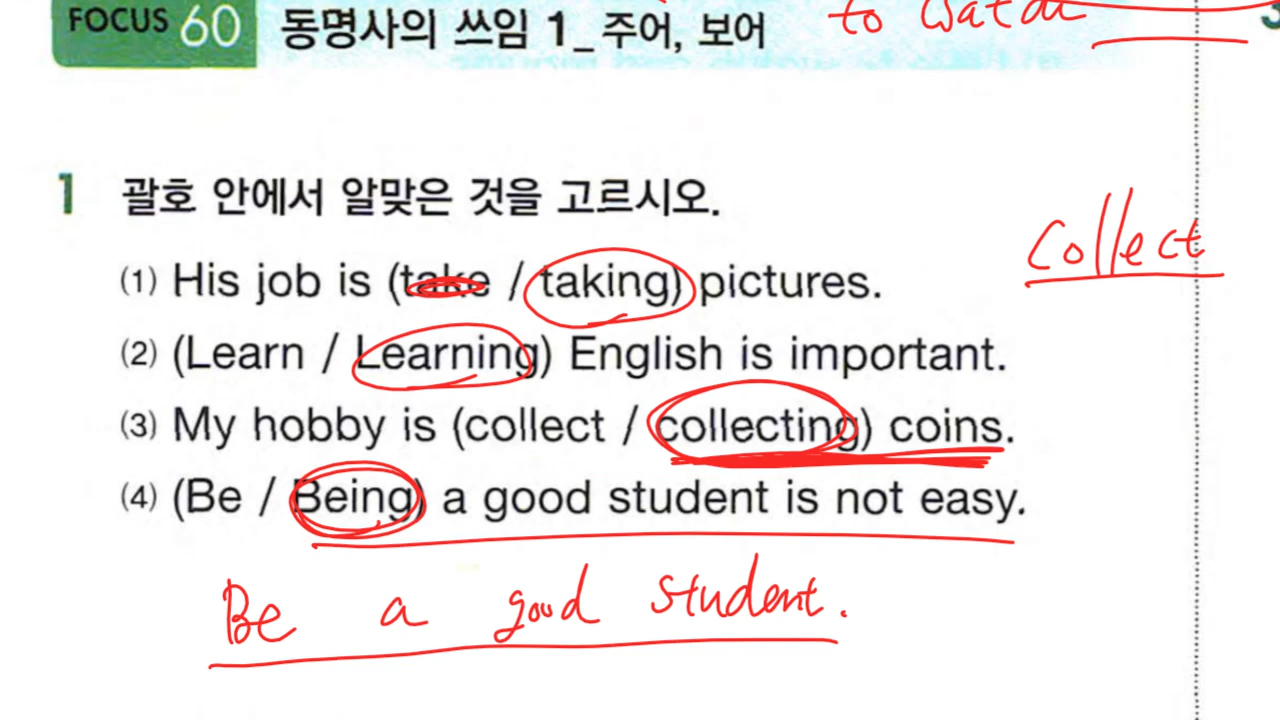 FOCUS 60 동명사의 쓰임 1_ 주어, 보어
to watch
1 괄호 안에서 알맞은 것을 고르시오.
(1) His job is (take / taking) pictures.
(2) (Learn / Learning) English is important.
(3) My hobby is (collect / collecting) coins.
(4) (Be / Being) a good student is not easy.
collect
Be a good student.